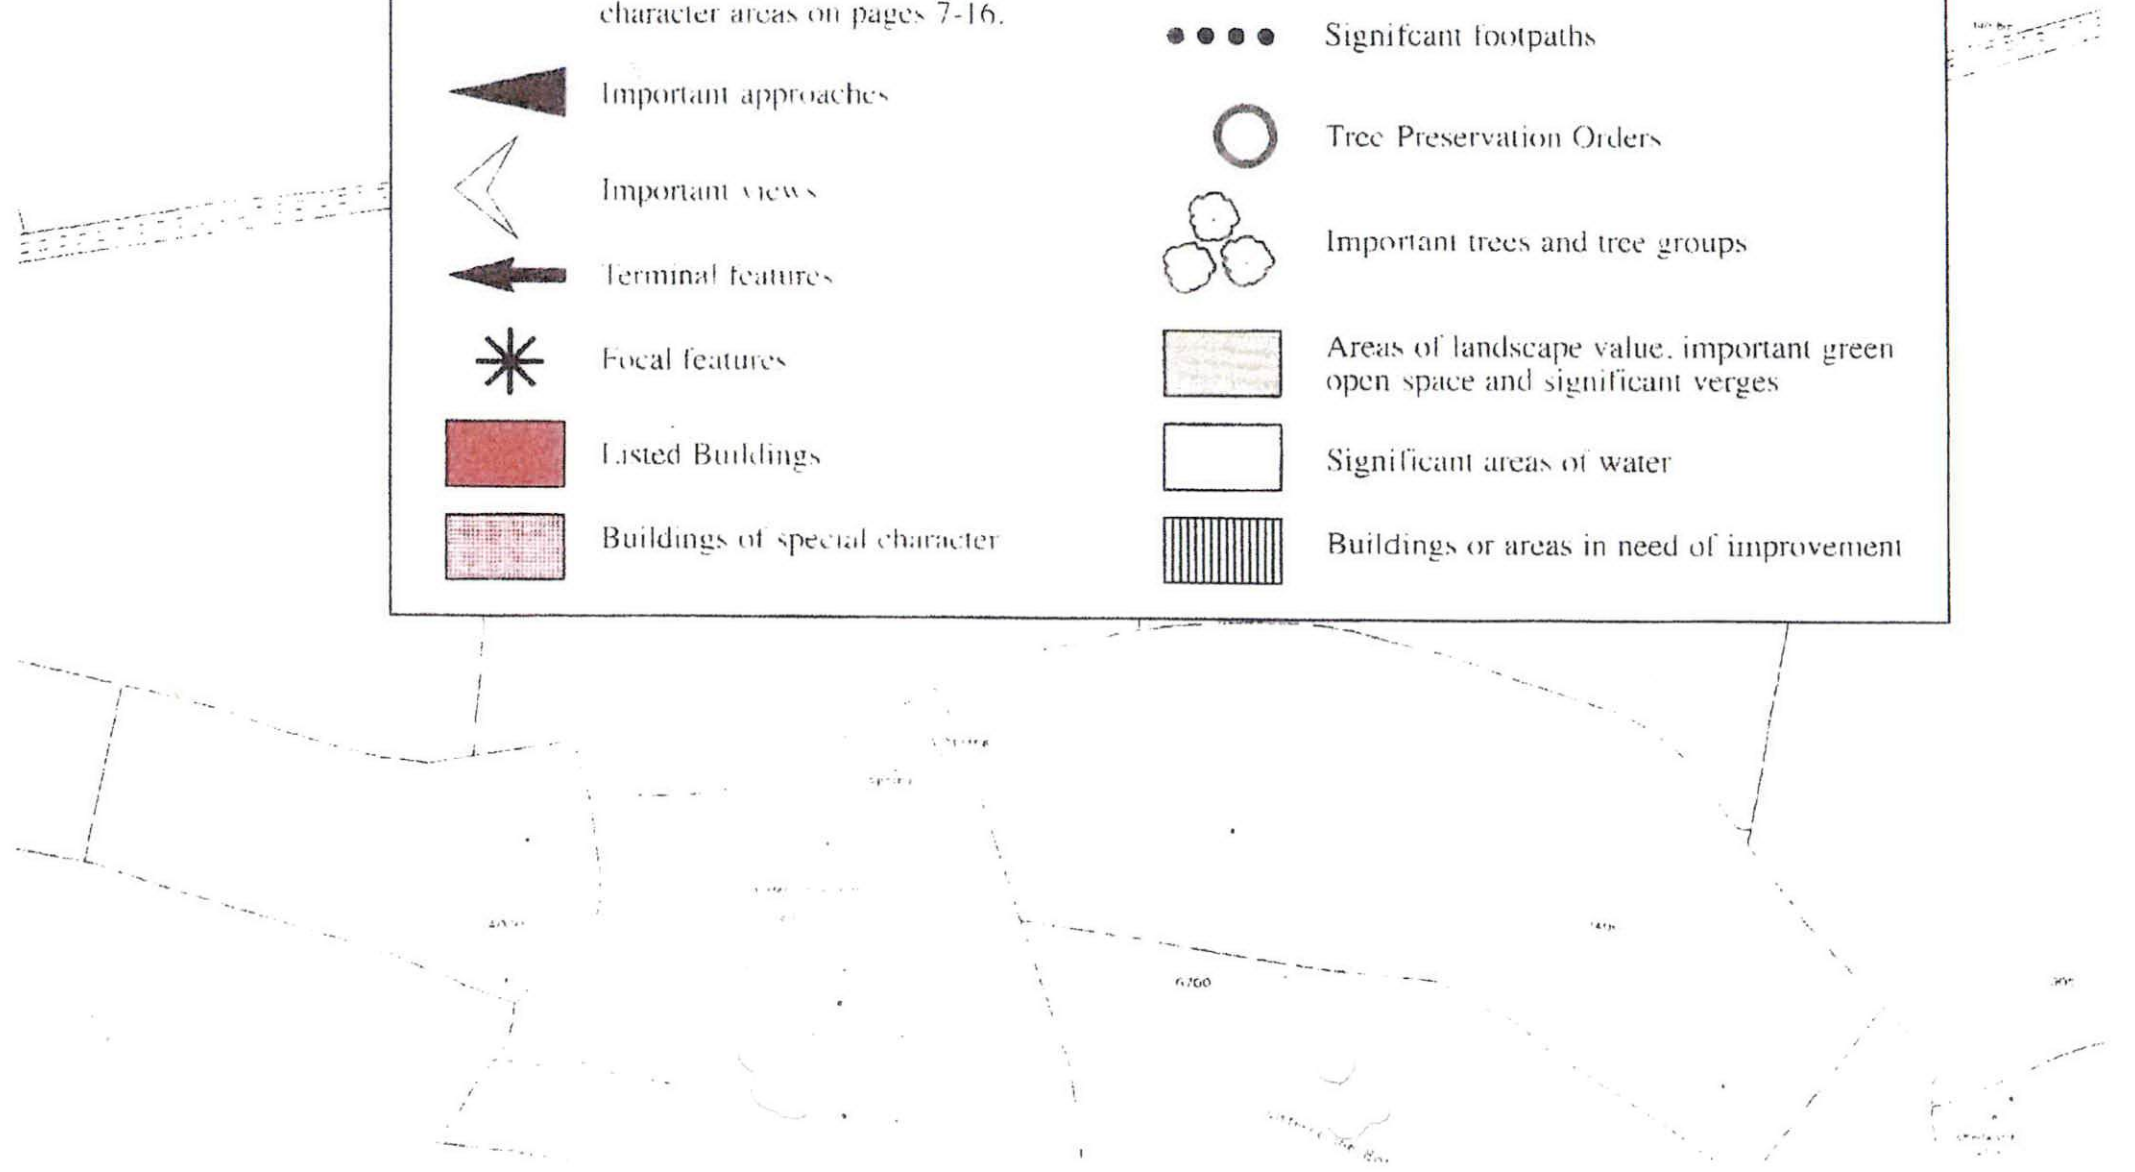 character areas on pages 7-16.
Important approaches
Important views
Terminal features
Focal features
Listed Buildings
Buildings of special character
Signifcant footpaths
Tree Preservation Orders
Important trees and tree groups
Areas of landscape value, important green
open space and significant verges
Significant areas of water
Buildings or areas in need of improvement
6700